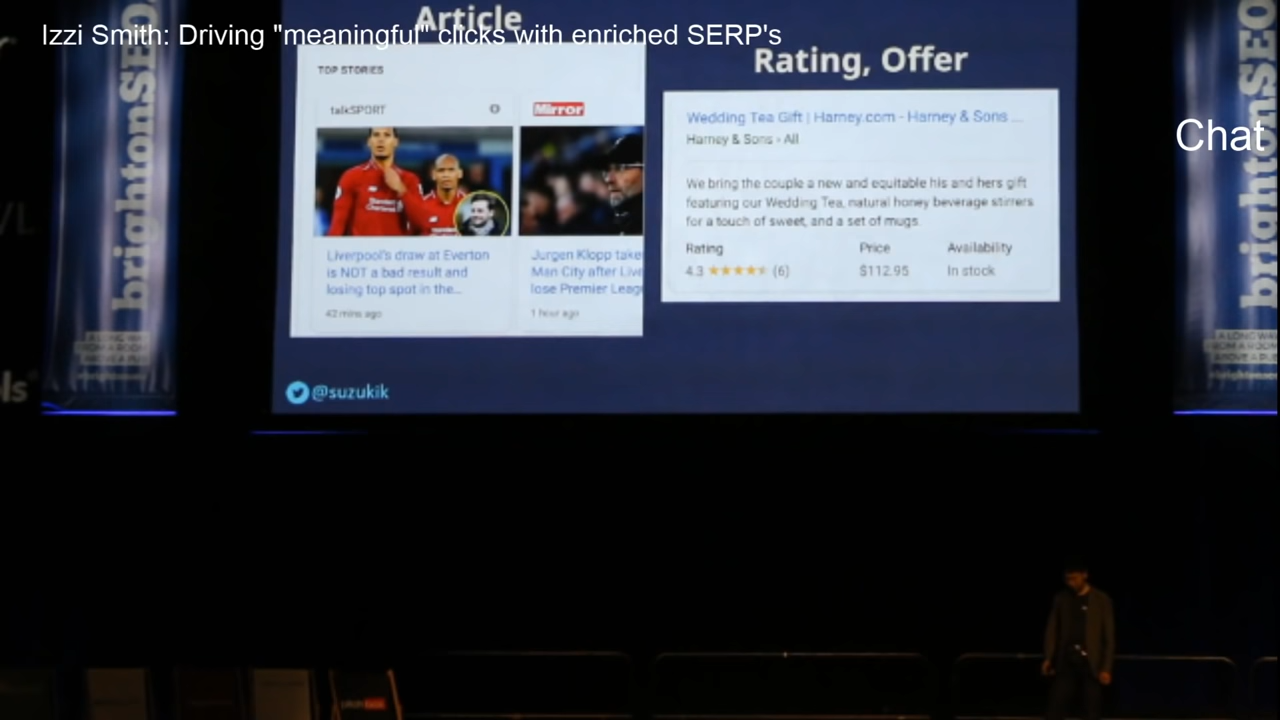 Article
Izzi Smith: Driving "meaningful" clicks with enriched SERP's
TOP STORIES
talkSPORT
Mirror
Liverpool's draw at Everton
is NOT a bad result and
losing top spot in the...
42 mins ago
Jurgen Klopp take
Man City after Live
lose Premier Leag
1 hour ago
Rating, Offer
Wedding Tea Gift | Harney.com - Harney & Sons ...
Harney & Sons › All
We bring the couple a new and equitable his and hers gift
featuring our Wedding Tea, natural honey beverage stirrers
for a touch of sweet, and a set of mugs.
Rating Price Availability
4.3 ★★★★★ (6) $112.95 In stock
@suzukik
Chat
brightonSEO
brightonSEO
ls